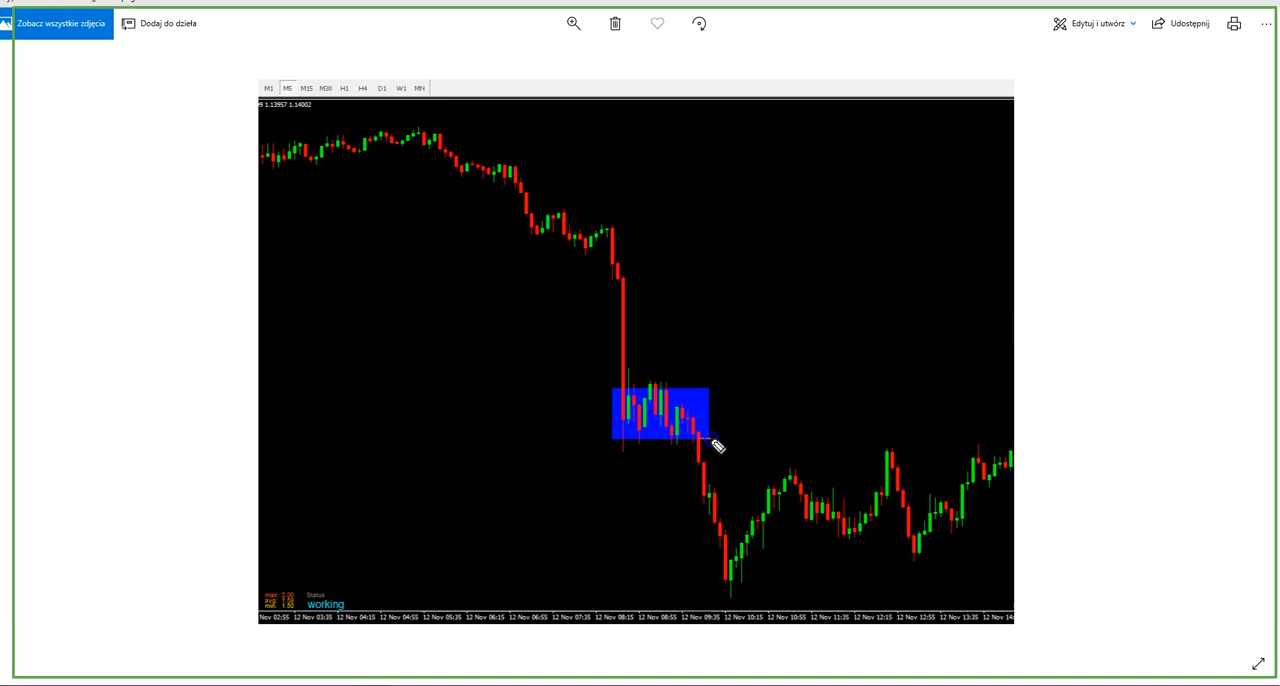 Zobacz wszystkie zdjęcia
Dodaj do dzieła
Edytuj i utwórz
Udostępnij
M1 M5 M15 M30 H1 H4 D1 W1 MN
9 1.13957 1.14002
max: 2.00
avg: 1.58
min: 1.50
Status
working
Nov 02:55 12 Nov 03:35 12 Nov 04:15 12 Nov 04:55 12 Nov 05:35 12 Nov 06:15 12 Nov 06:55 12 Nov 07:35 12 Nov 08:15 12 Nov 08:55 12 Nov 09:35 12 Nov 10:15 12 Nov 10:55 12 Nov 11:35 12 Nov 12:15 12 Nov 12:55 12 Nov 13:35 12 Nov 14: